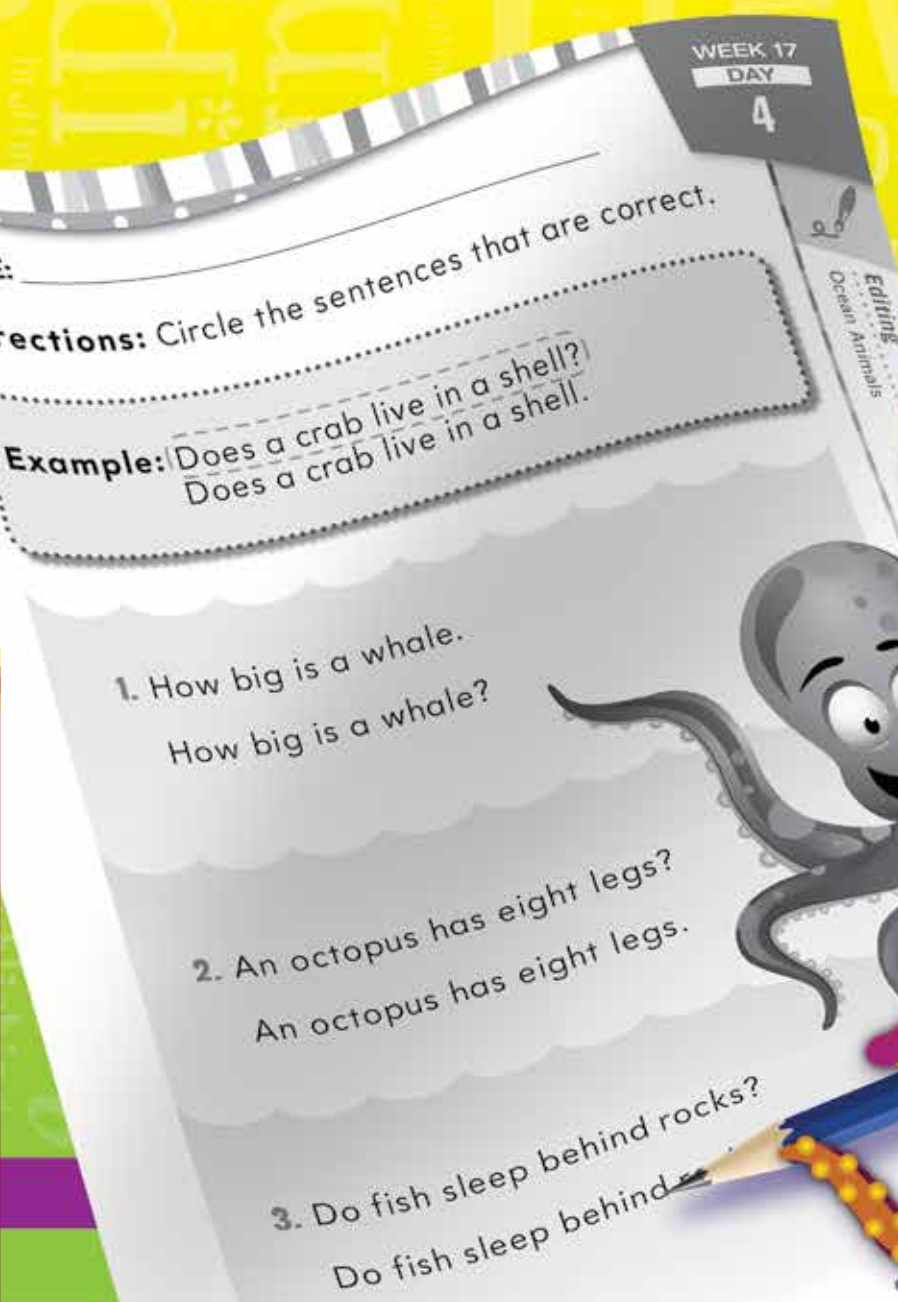 WEEK 17
DAY
4
Editing
Ocean Animals
ections: Circle the sentences that are correct.
Example: Does a crab live in a shell?
Does a crab live in a shell.
1. How big is a whale.
How big is a whale?
2. An octopus has eight legs?
An octopus has eight legs.
3. Do fish sleep behind rocks?
Do fish sleep behind